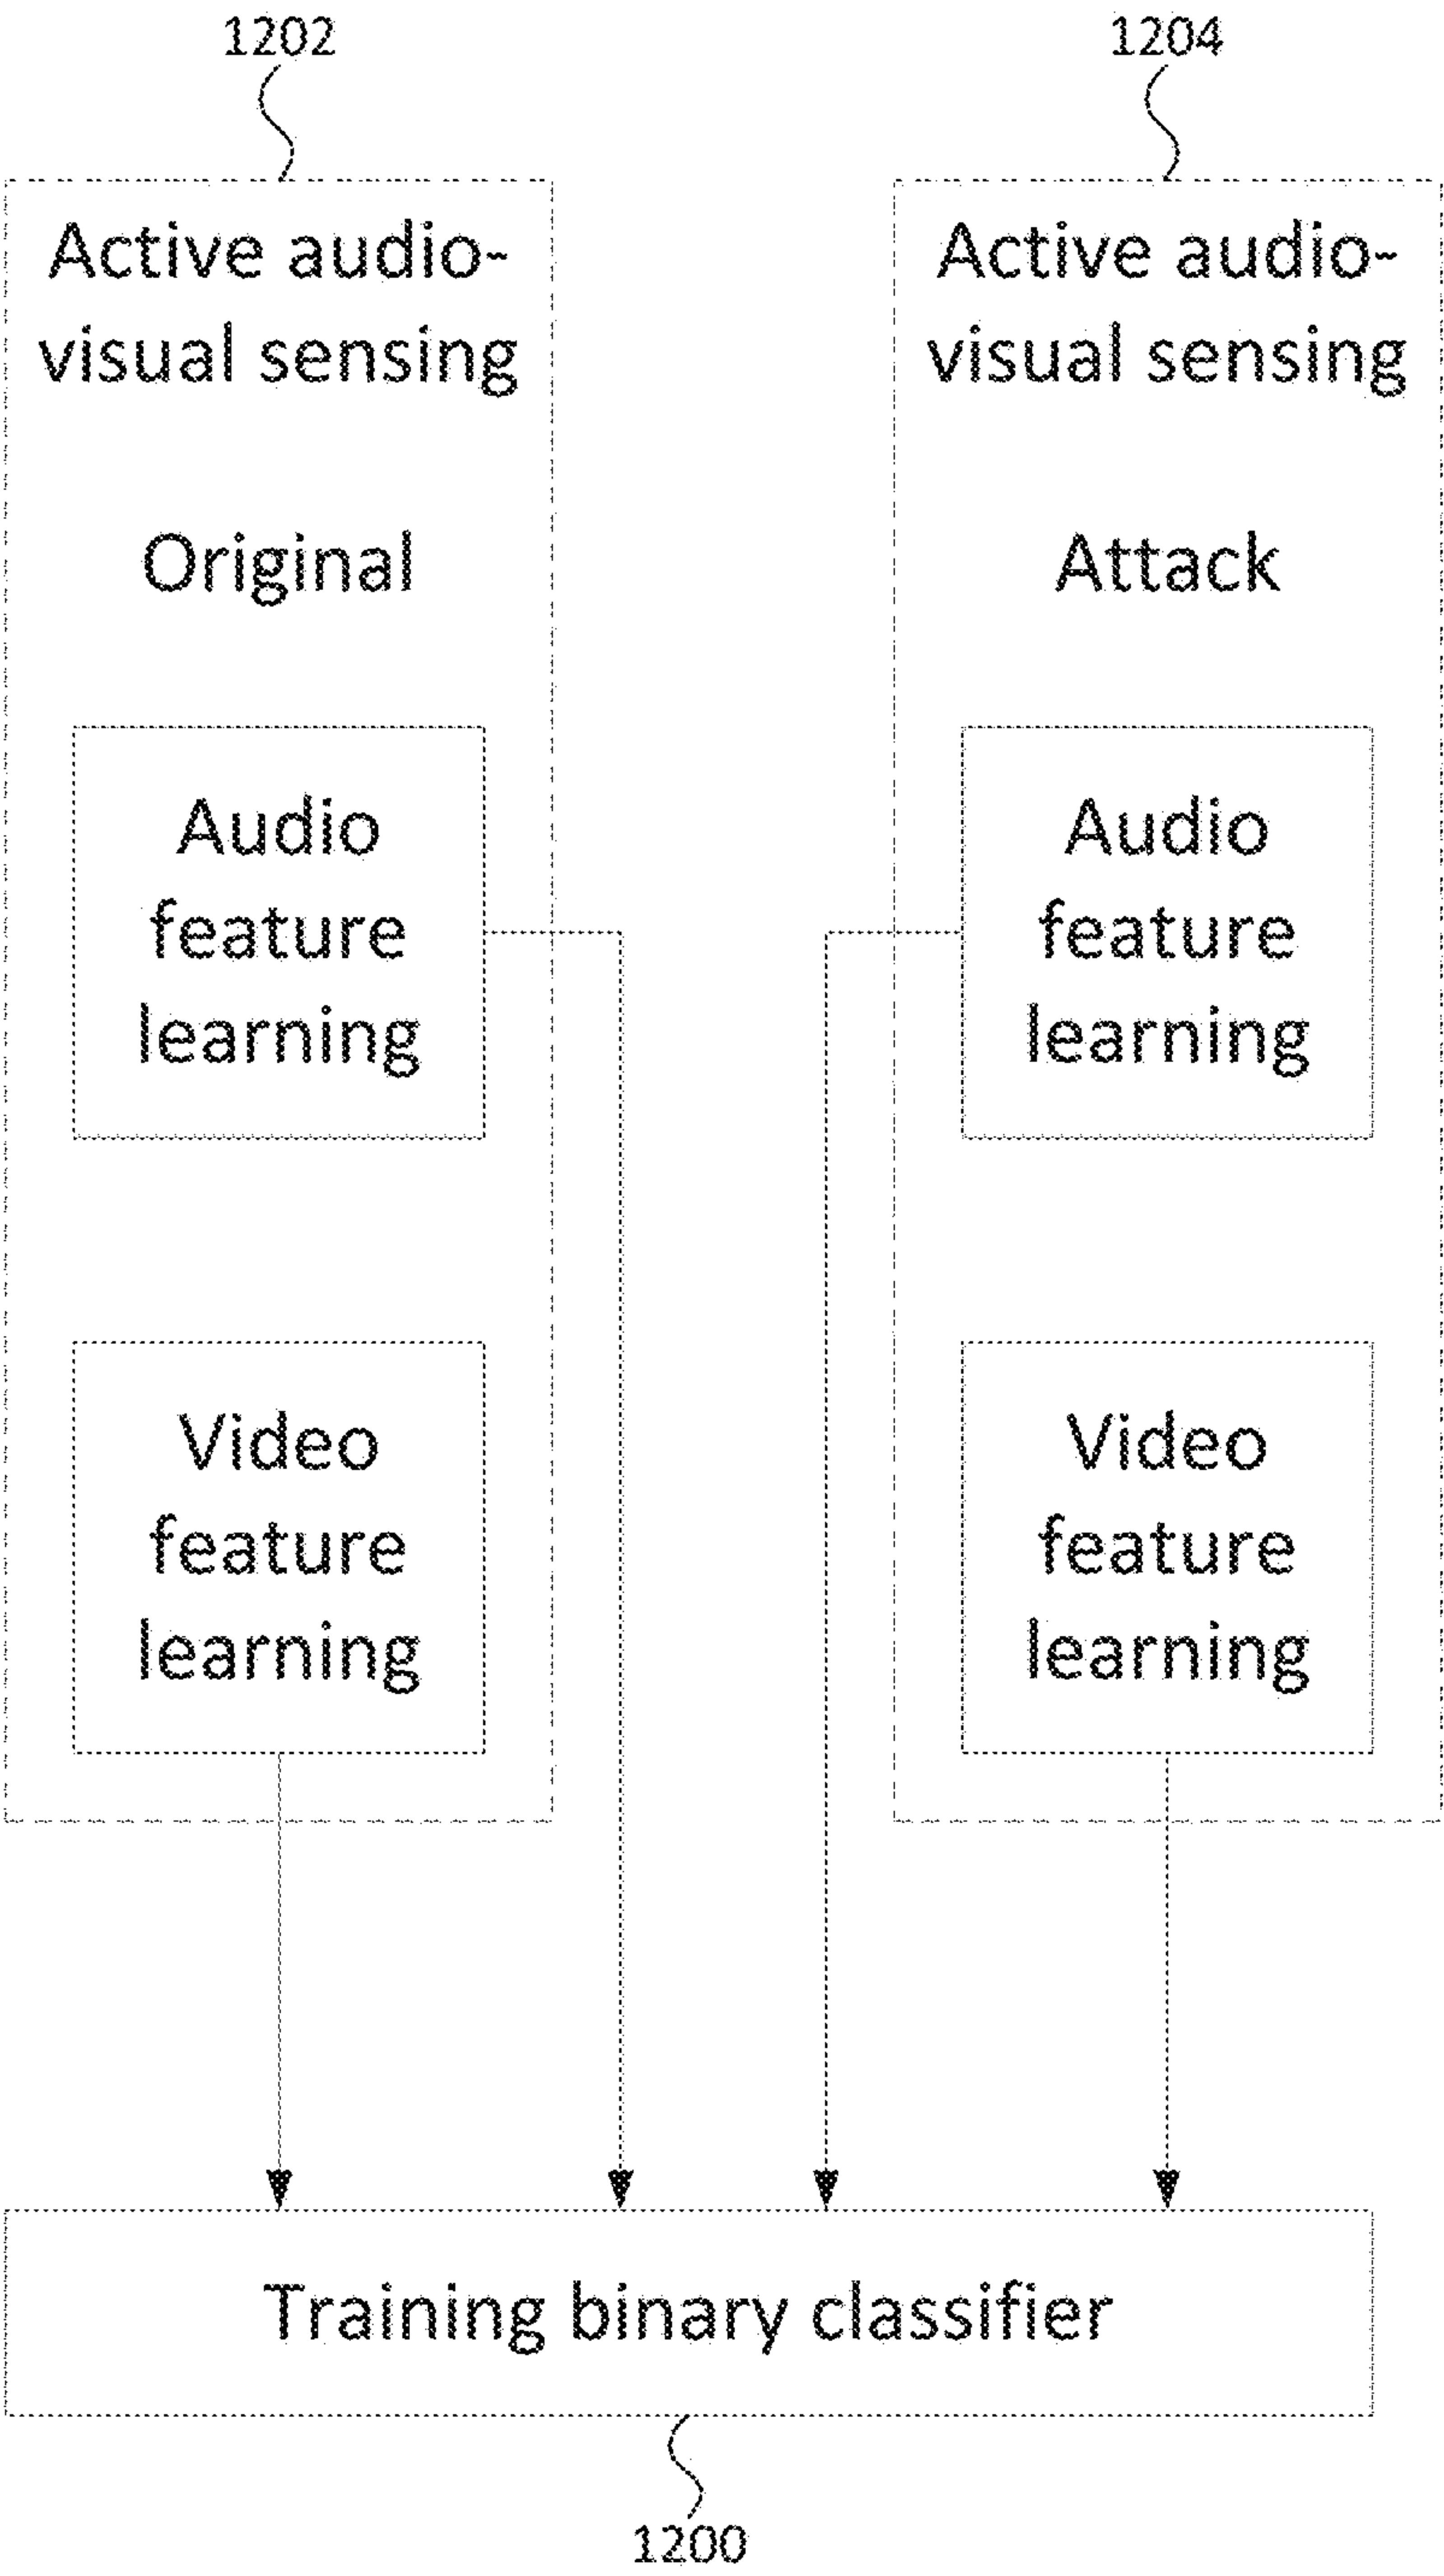 1202
Active audio-
visual sensing
Original
Audio
feature
learning
Video
feature
learning
1204
Active audio-
visual sensing
Attack
Audio
feature
learning
Video
feature
learning
Training binary classifier
1200